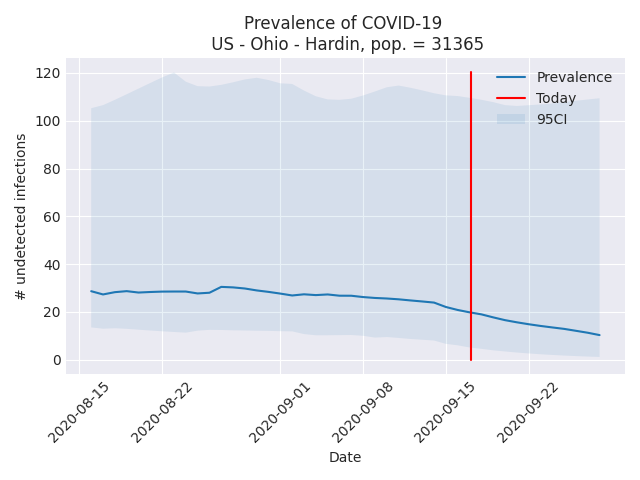 Prevalence of COVID-19
US - Ohio - Hardin, pop. = 31365
Prevalence
Today
95CI
# undetected infections
120
100
80
60
40
20
0
2020-08-15
2020-08-22
2020-09-01
2020-09-08
2020-09-15
2020-09-22
Date